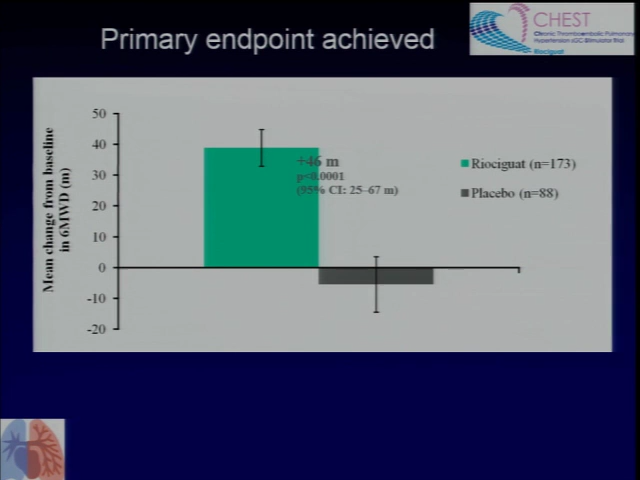 Primary endpoint achieved
CHEST
Chronic Thromboembolic Pulmonary
Hypertension sGC-Stimulator Trial
Riociguat
50
40
30
20
10
0
-10
-20
Mean change from baseline
in 6MWD (m)
+46 m
p<0.0001
(95% CI: 25–67 m)
Riociguat (n=173)
Placebo (n=88)